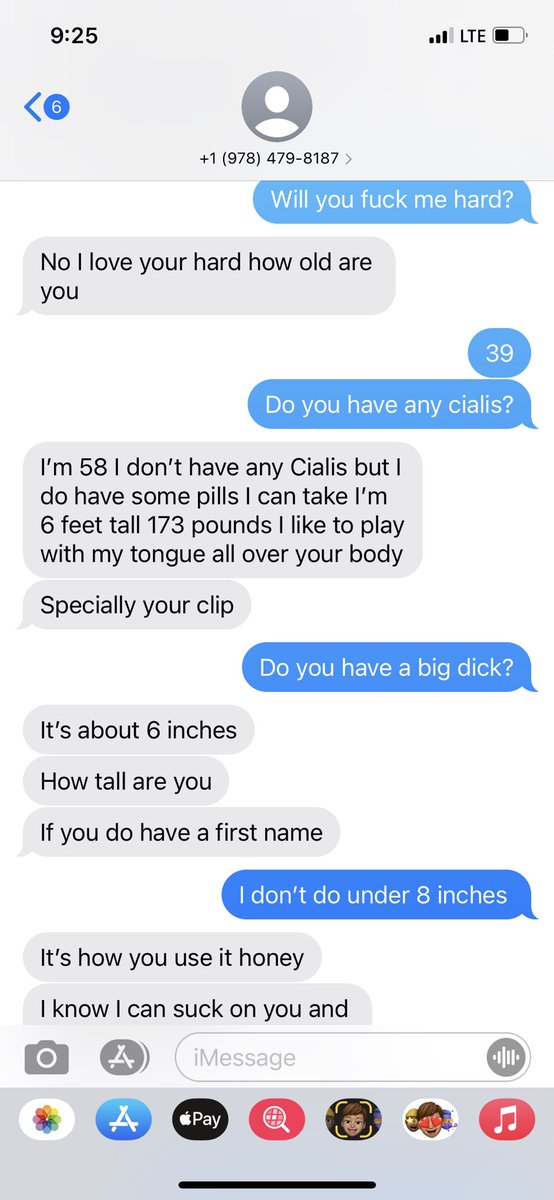 9:25
LTE
6
+1 (978) 479-8187 >
Will you fuck me hard?
No I love your hard how old are
you
39
Do you have any cialis?
I'm 58 I don't have any Cialis but I
do have some pills I can take I'm
6 feet tall 173 pounds I like to play
with my tongue all over your body
Specially your clip
Do you have a big dick?
It's about 6 inches
How tall are you
If you do have a first name
I don't do under 8 inches
It's how you use it honey
I know I can suck on you and
iMessage
Pay